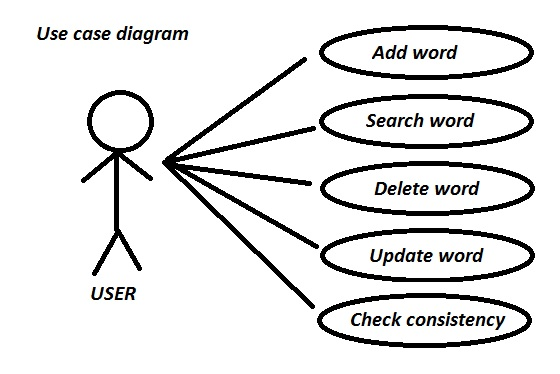 Use case diagram
Add word
Search word
Delete word
Update word
Check consistency
USER